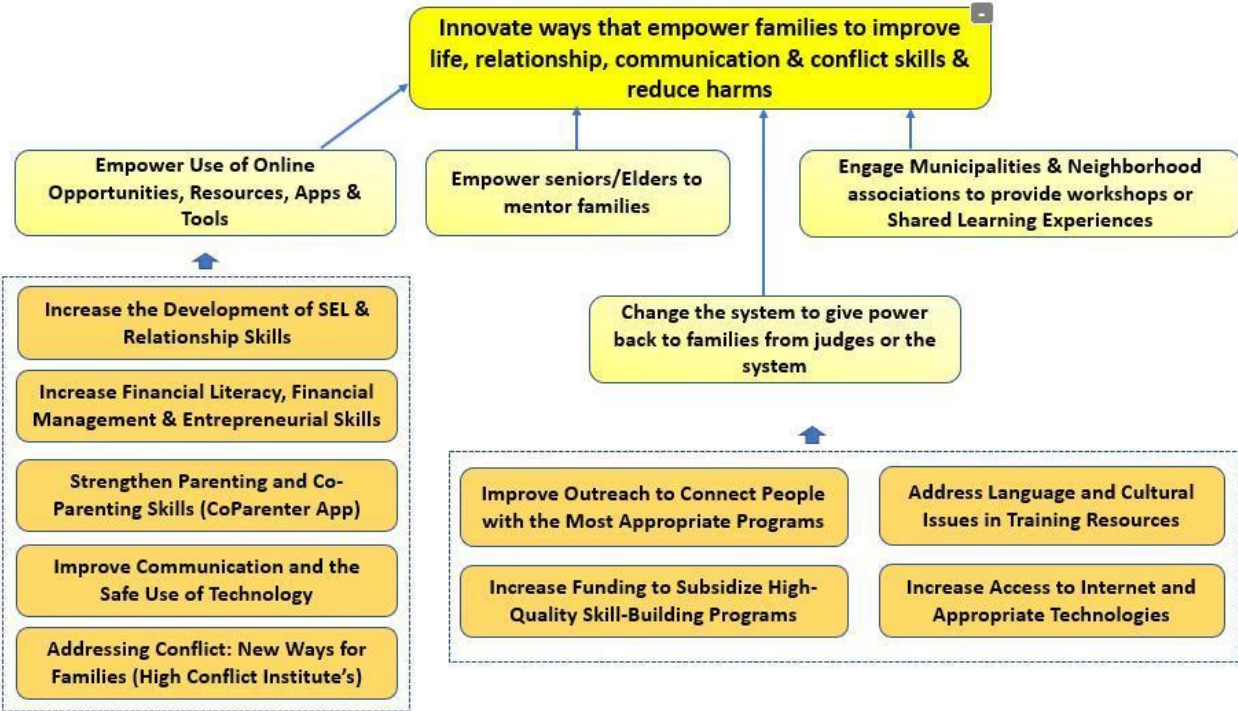 Innovate ways that empower families to improve
life, relationship, communication & conflict skills &
reduce harms
-
Empower Use of Online
Opportunities, Resources, Apps &
Tools
Empower seniors/Elders to
mentor families
Engage Municipalities & Neighborhood
associations to provide workshops or
Shared Learning Experiences
Change the system to give power
back to families from judges or the
system
Increase the Development of SEL &
Relationship Skills
Increase Financial Literacy, Financial
Management & Entrepreneurial Skills
Strengthen Parenting and Co-
Parenting Skills (CoParenter App)
Improve Communication and the
Safe Use of Technology
Addressing Conflict: New Ways for
Families (High Conflict Institute's)
Improve Outreach to Connect People
with the Most Appropriate Programs
Address Language and Cultural
Issues in Training Resources
Increase Funding to Subsidize High-
Quality Skill-Building Programs
Increase Access to Internet and
Appropriate Technologies